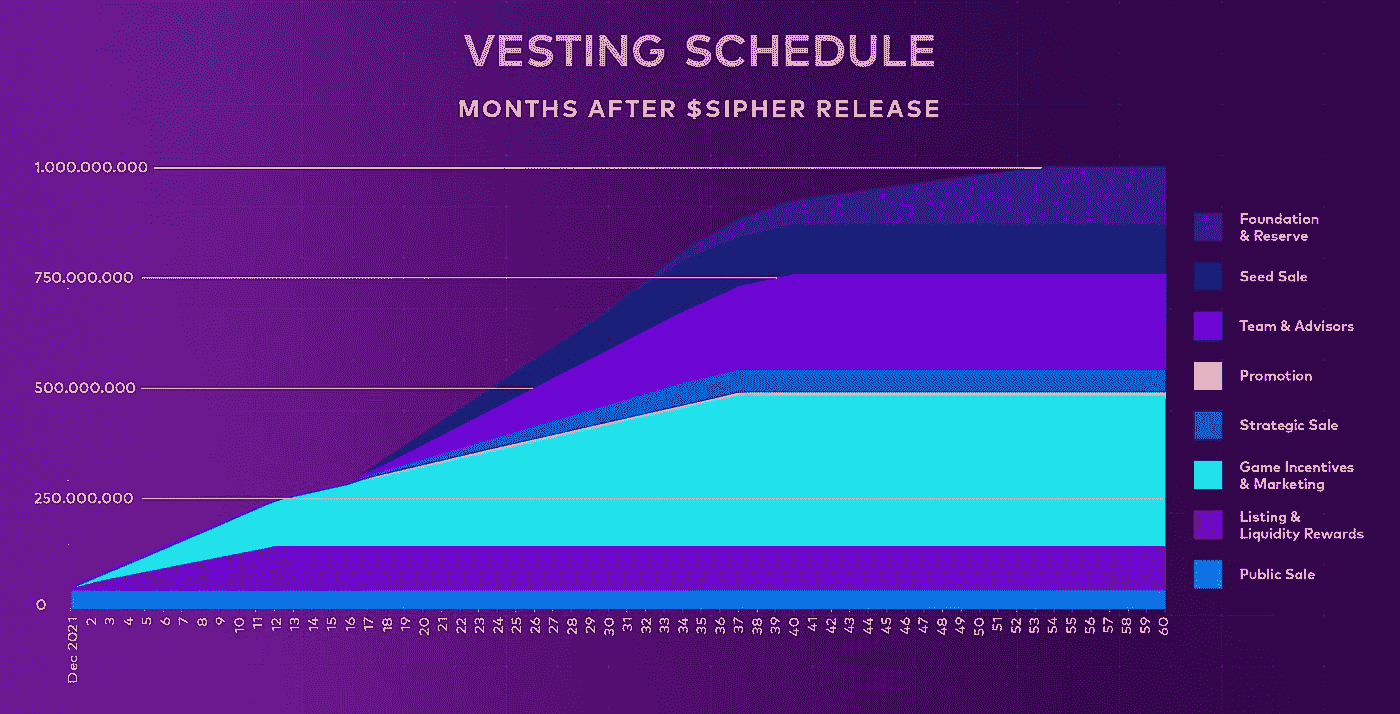 VESTING SCHEDULE
MONTHS AFTER $SIPHER RELEASE
1.000.000.000
750.000.000
500.000.000
250.000.000
0
Dec 2021 2 3 4 5 6 7 8 9 10 11 12 13 14 15 16 17 18 19 20 21 22 23 24 25 26 27 28 29 30 31 32 33 34 35 36 37 38 39 40 41 42 43 44 45 46 47 48 49 50 51 52 53 54 55 56 57 58 59 60
Foundation
& Reserve
Seed Sale
Team & Advisors
Promotion
Strategic Sale
Game Incentives
& Marketing
Listing &
Liquidity Rewards
Public Sale